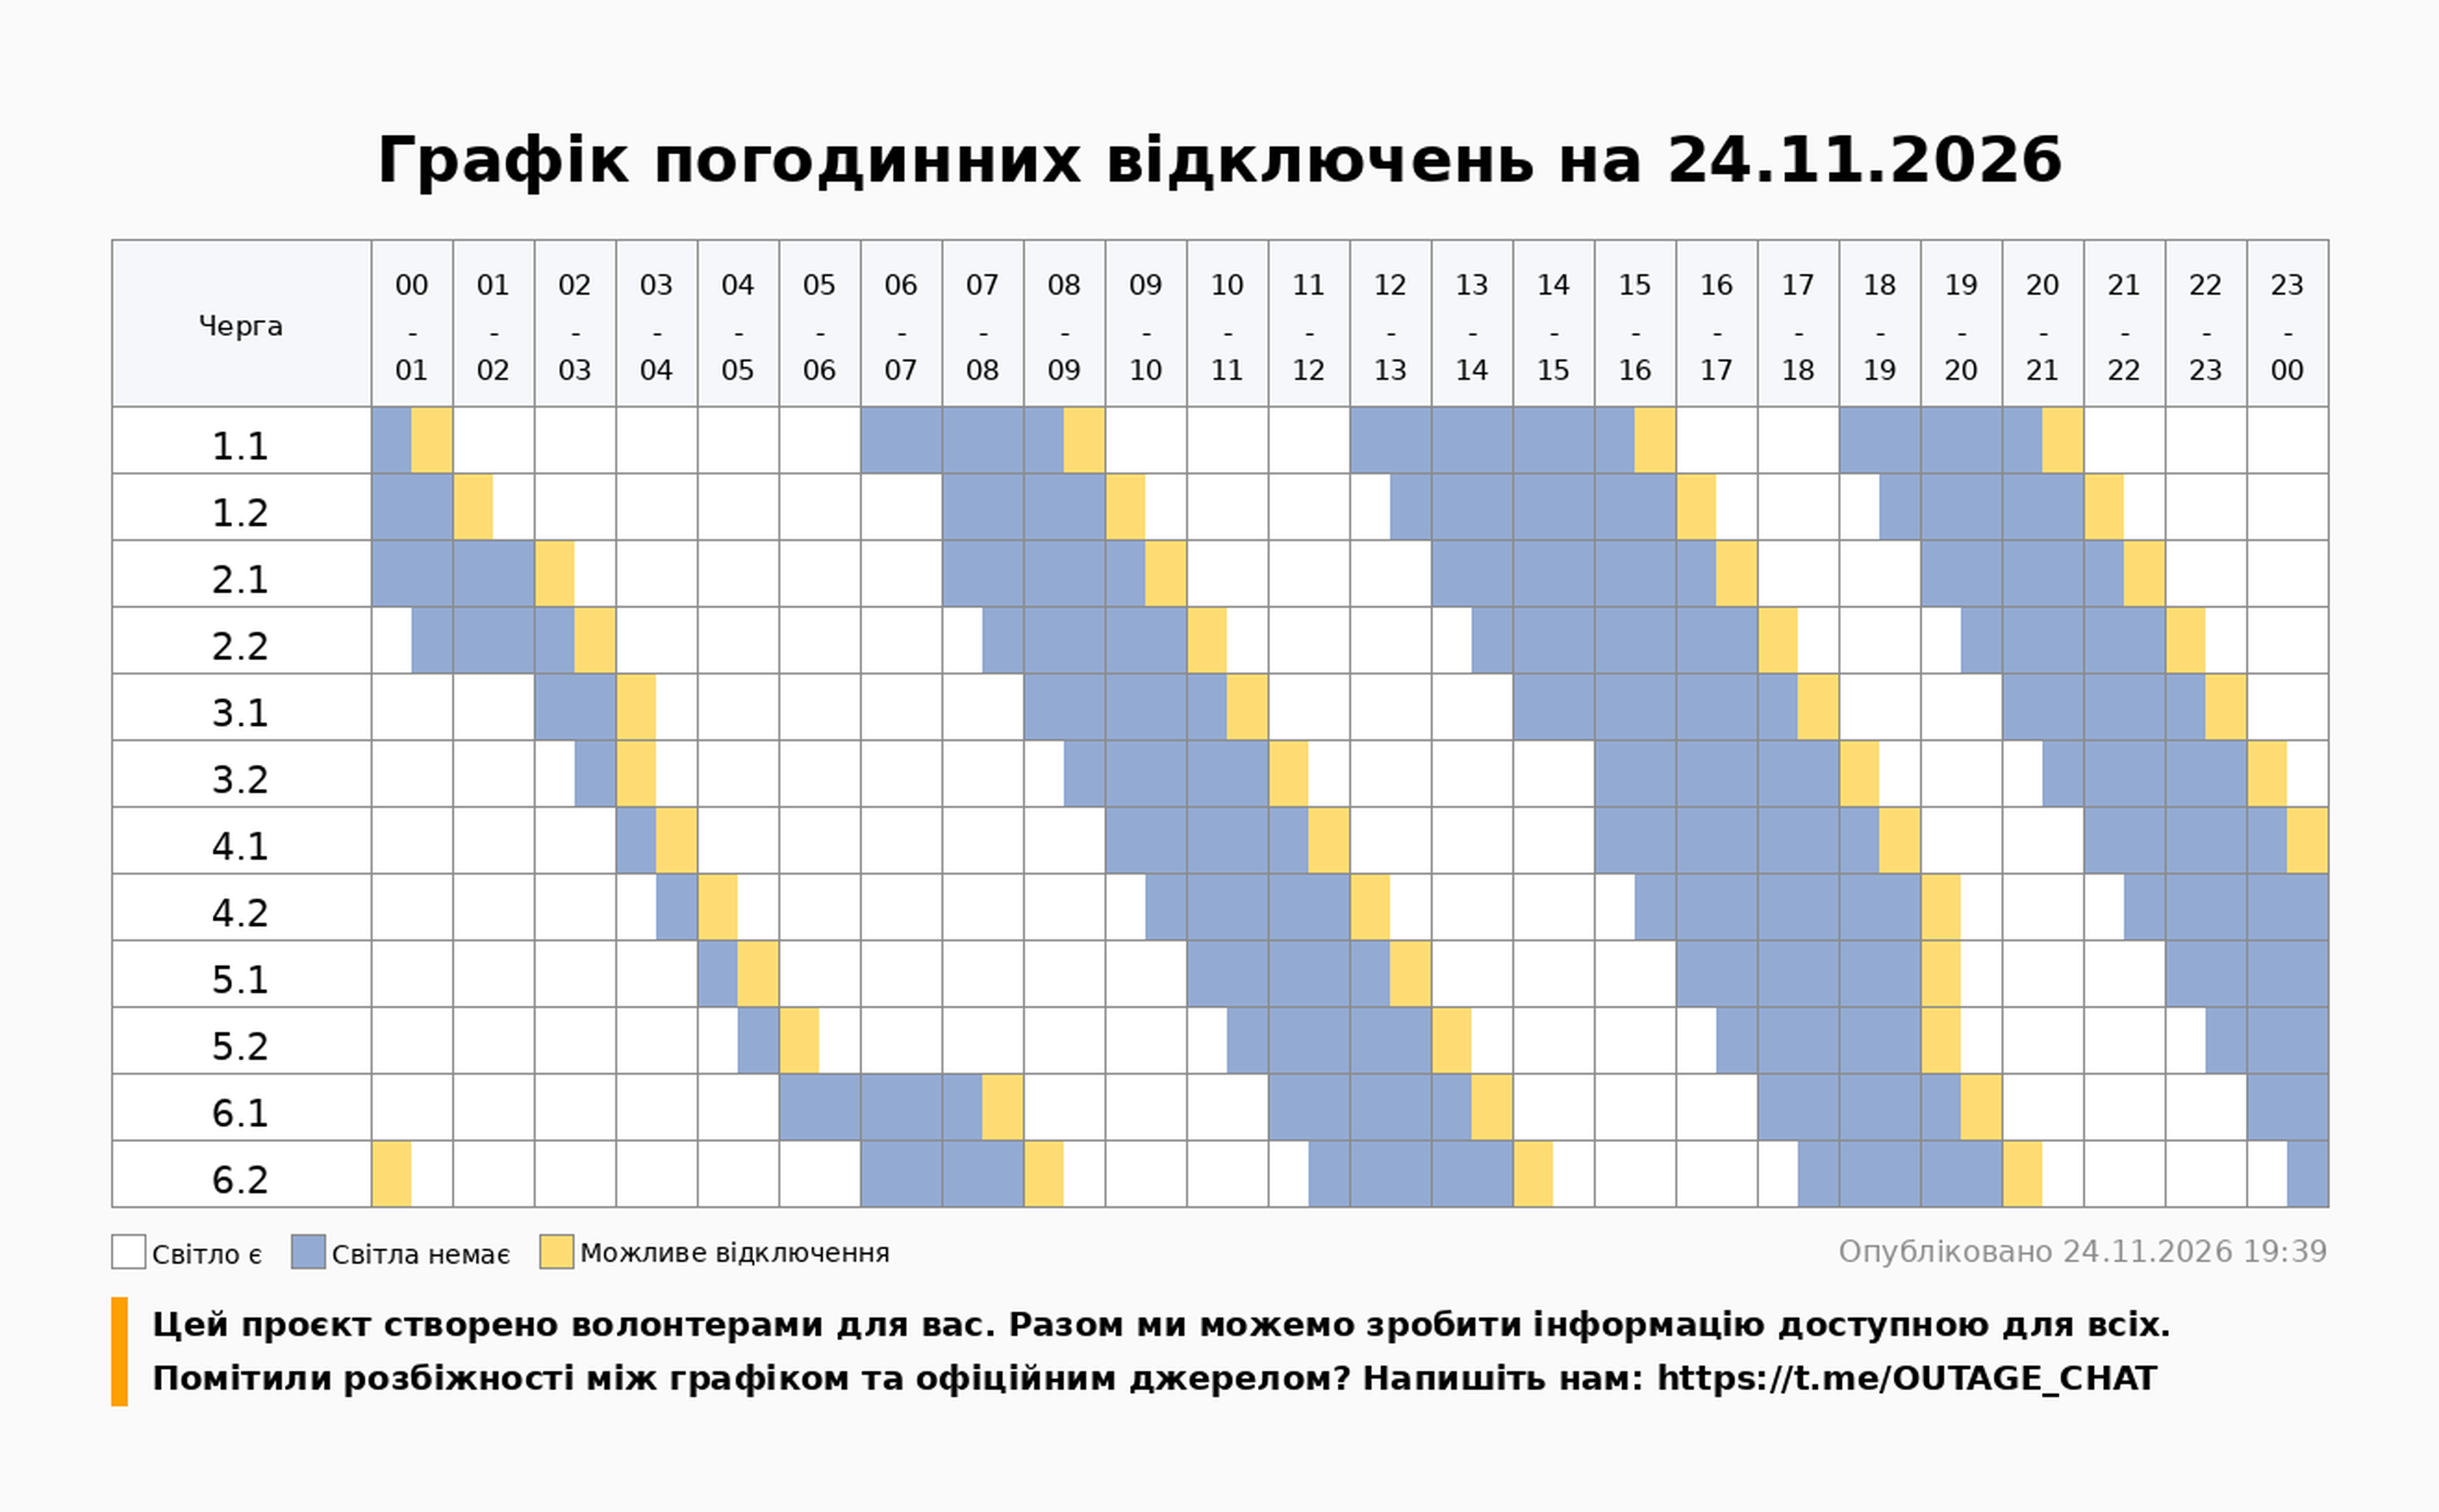 Графік погодинних відключень на 24.11.2026
Черга
00 - 01
01 - 02
02 - 03
03 - 04
04 - 05
05 - 06
06 - 07
07 - 08
08 - 09
09 - 10
10 - 11
11 - 12
12 - 13
13 - 14
14 - 15
15 - 16
16 - 17
17 - 18
18 - 19
19 - 20
20 - 21
21 - 22
22 - 23
23 - 00
1.1
1.2
2.1
2.2
3.1
3.2
4.1
4.2
5.1
5.2
6.1
6.2
Світло є
Світла немає
Можливе відключення
Опубліковано 24.11.2026 19:39
Цей проєкт створено волонтерами для вас. Разом ми можемо зробити інформацію доступною для всіх.
Помітили розбіжності між графіком та офіційним джерелом? Напишіть нам: https://t.me/OUTAGE_CHAT